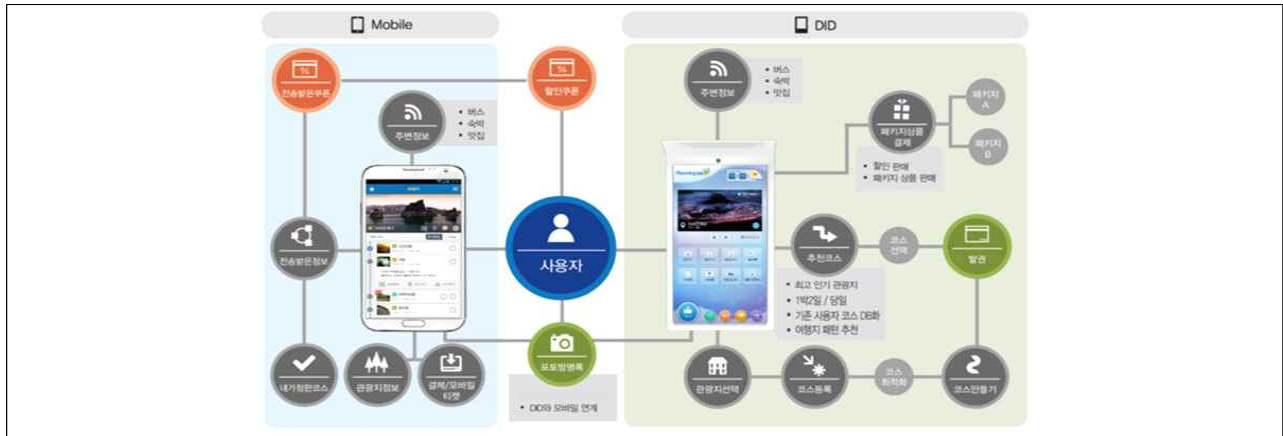 Mobile
DID
전송받은쿠폰
할인쿠폰
주변정보
• 버스
• 숙박
• 맛집
주변정보
• 버스
• 숙박
• 맛집
패키지상품
결제
패키지
A
패키지
B
• 할인 판매
• 패키지 상품 판매
전송받은정보
사용자
추천코스
코스
선택
발권
• 최고 인기 관광지
• 1박2일 / 당일
• 기존 사용자 코스 DB화
• 여행지 패턴 추천
내가정한코스
관광지정보
결제/모바일
티켓
포토방명록
• DID와 모바일 연계
관광지선택
코스등록
코스
최적화
코스만들기